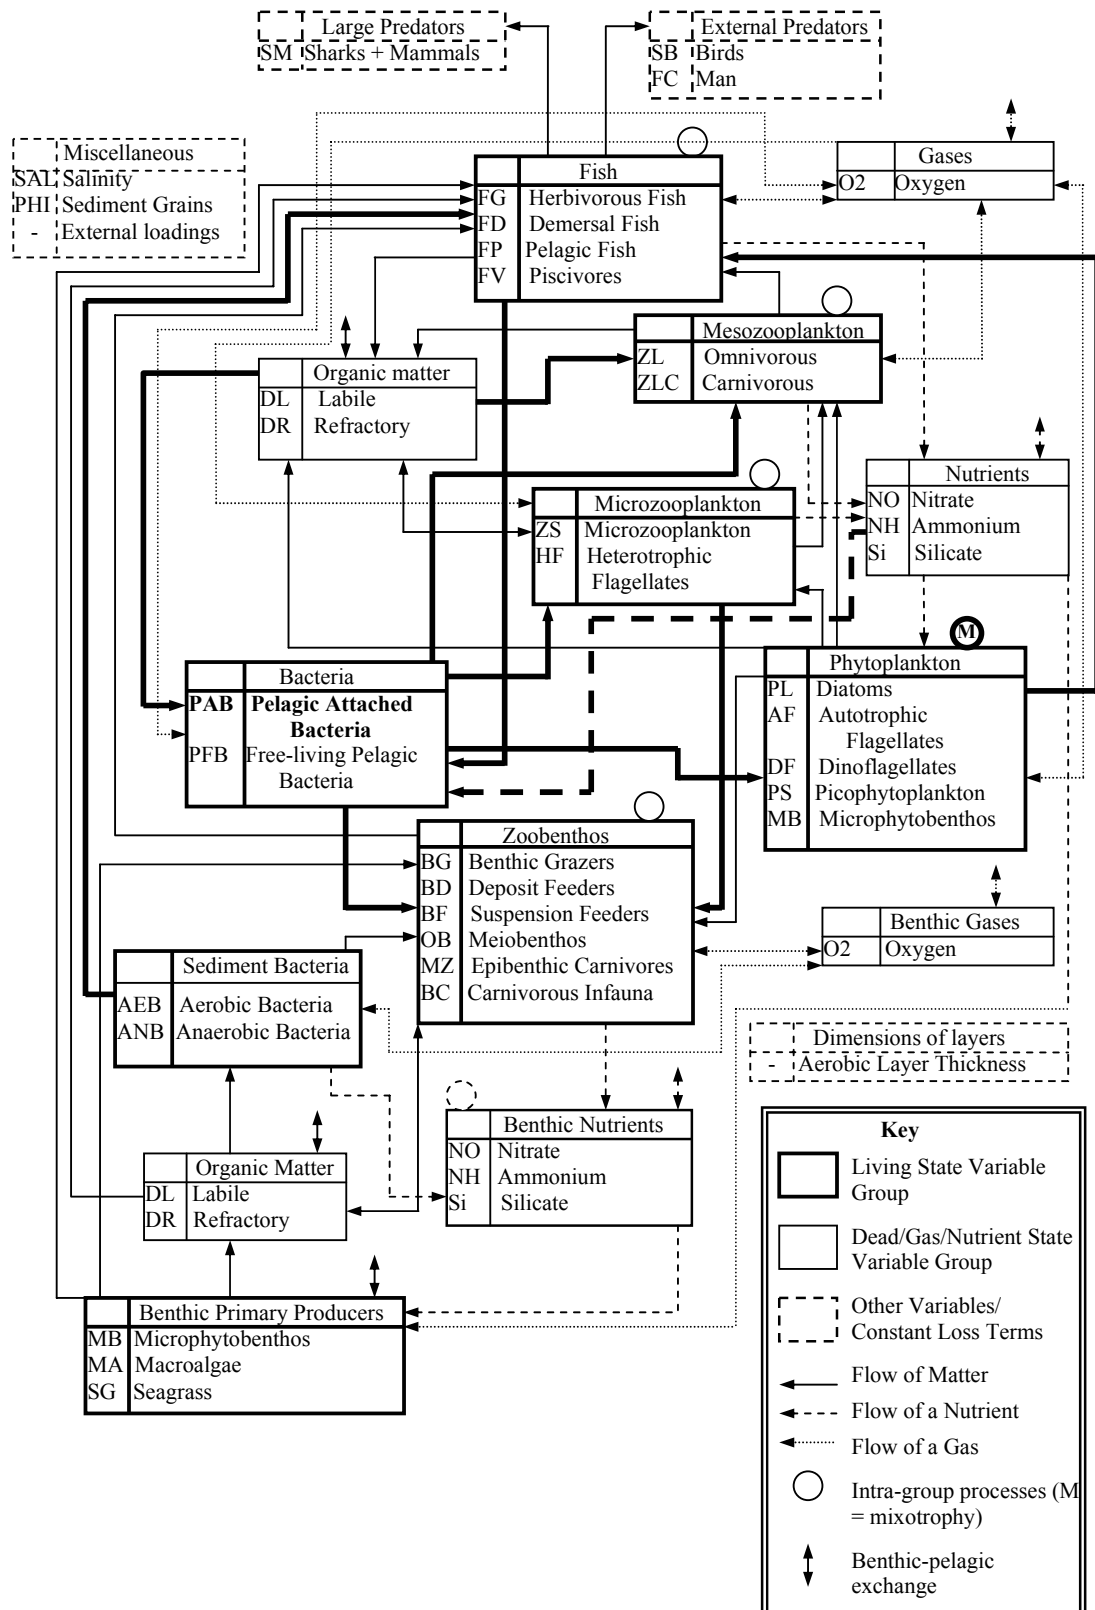 Large Predators
SM Sharks + Mammals
External Predators
SB Birds
FC Man
Miscellaneous
SAL Salinity
PHI Sediment Grains
- External loadings
Gases
O2 Oxygen
Fish
FG Herbivorous Fish
FD Demersal Fish
FP Pelagic Fish
FV Piscivores
Mesozooplankton
ZL Omnivorous
ZLC Carnivorous
Organic matter
DL Labile
DR Refractory
Nutrients
NO Nitrate
NH Ammonium
Si Silicate
Microzooplankton
ZS Microzooplankton
HF Heterotrophic
Flagellates
M
Phytoplankton
PL Diatoms
AF Autotrophic
Flagellates
DF Dinoflagellates
PS Picophytoplankton
MB Microphytobenthos
Bacteria
PAB Pelagic Attached
Bacteria
PFB Free-living Pelagic
Bacteria
Zoobenthos
BG Benthic Grazers
BD Deposit Feeders
BF Suspension Feeders
OB Meiobenthos
MZ Epibenthic Carnivores
BC Carnivorous Infauna
Benthic Gases
O2 Oxygen
Sediment Bacteria
AEB Aerobic Bacteria
ANB Anaerobic Bacteria
Dimensions of layers
- Aerobic Layer Thickness
Benthic Nutrients
NO Nitrate
NH Ammonium
Si Silicate
Organic Matter
DL Labile
DR Refractory
Benthic Primary Producers
MB Microphytobenthos
MA Macroalgae
SG Seagrass
Key
Living State Variable
Group
Dead/Gas/Nutrient State
Variable Group
Other Variables/
Constant Loss Terms
Flow of Matter
Flow of a Nutrient
Flow of a Gas
Intra-group processes (M
= mixotrophy)
Benthic-pelagic
exchange